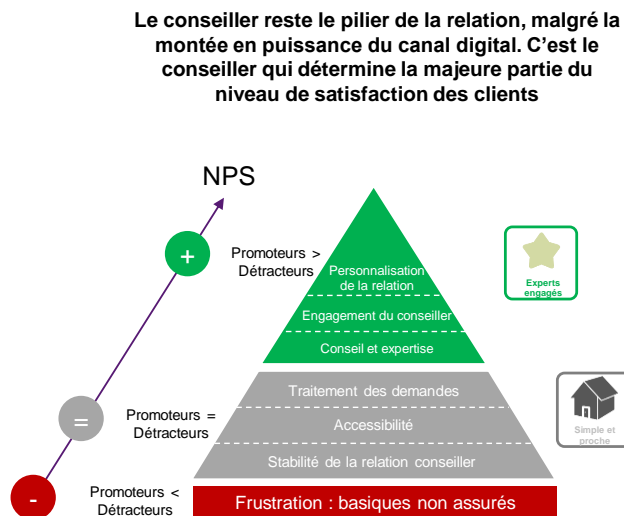 Le conseiller reste le pilier de la relation, malgré la
montée en puissance du canal digital. C’est le
conseiller qui détermine la majeure partie du
niveau de satisfaction des clients
NPS
+
Promoteurs >
Détracteurs
Personnalisation
de la relation
Engagement du conseiller
Conseil et expertise
Experts
engagés
=
Promoteurs =
Détracteurs
Traitement des demandes
Accessibilité
Stabilité de la relation conseiller
Simple et
proche
-
Promoteurs <
Détracteurs
Frustration : basiques non assurés